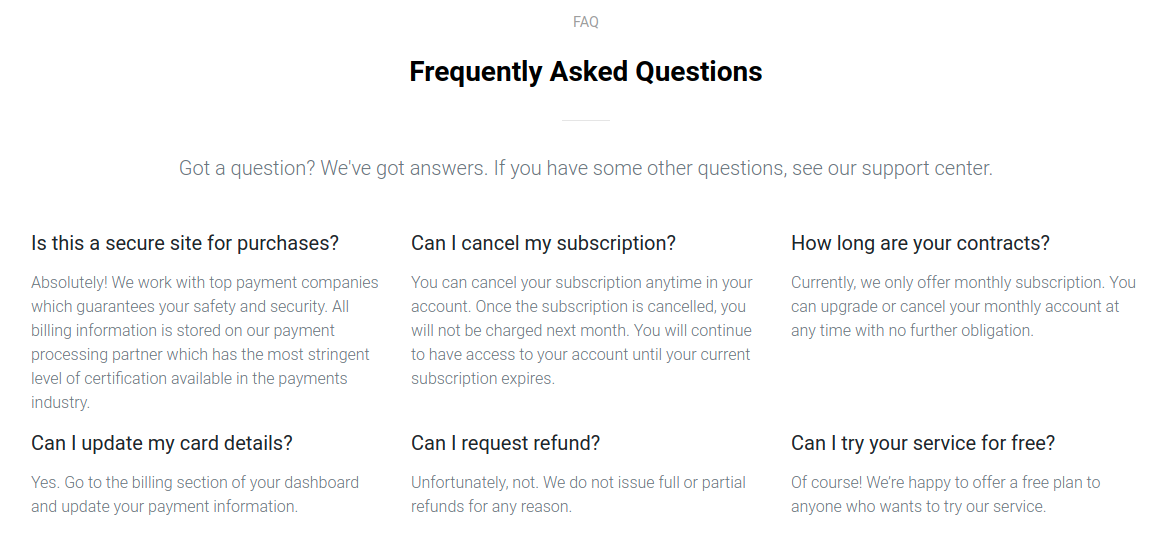 FAQ
Frequently Asked Questions
Got a question? We've got answers. If you have some other questions, see our support center.
Is this a secure site for purchases?
Absolutely! We work with top payment companies
which guarantees your safety and security. All
billing information is stored on our payment
processing partner which has the most stringent
level of certification available in the payments
industry.
Can I cancel my subscription?
You can cancel your subscription anytime in your
account. Once the subscription is cancelled, you
will not be charged next month. You will continue
to have access to your account until your current
subscription expires.
How long are your contracts?
Currently, we only offer monthly subscription. You
can upgrade or cancel your monthly account at
any time with no further obligation.
Can I update my card details?
Yes. Go to the billing section of your dashboard
and update your payment information.
Can I request refund?
Unfortunately, not. We do not issue full or partial
refunds for any reason.
Can I try your service for free?
Of course! We’re happy to offer a free plan to
anyone who wants to try our service.